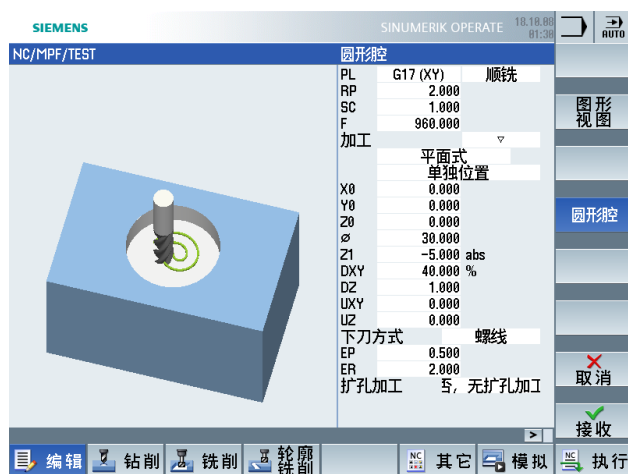 SIEMENS
SINUMERIK OPERATE
18.10.08
01:38
AUTO
NC/MPF/TEST
圆形腔
PL G17 (XY) 顺铣
RP 2.000
SC 1.000
F 960.000
加工 ▽
平面式
单独位置
X0 0.000
Y0 0.000
Z0 0.000
ø 30.000
Z1 -5.000 abs
DXY 40.000 %
DZ 1.000
UXY 0.000
UZ 0.000
下刀方式 螺线
EP 0.500
ER 2.000
扩孔加工 , 无扩孔加工
图形
视图
圆形腔
取消
接收
>
编辑
钻削
铣削
轮廓
铣削
NC
其它
模拟
NC
执行